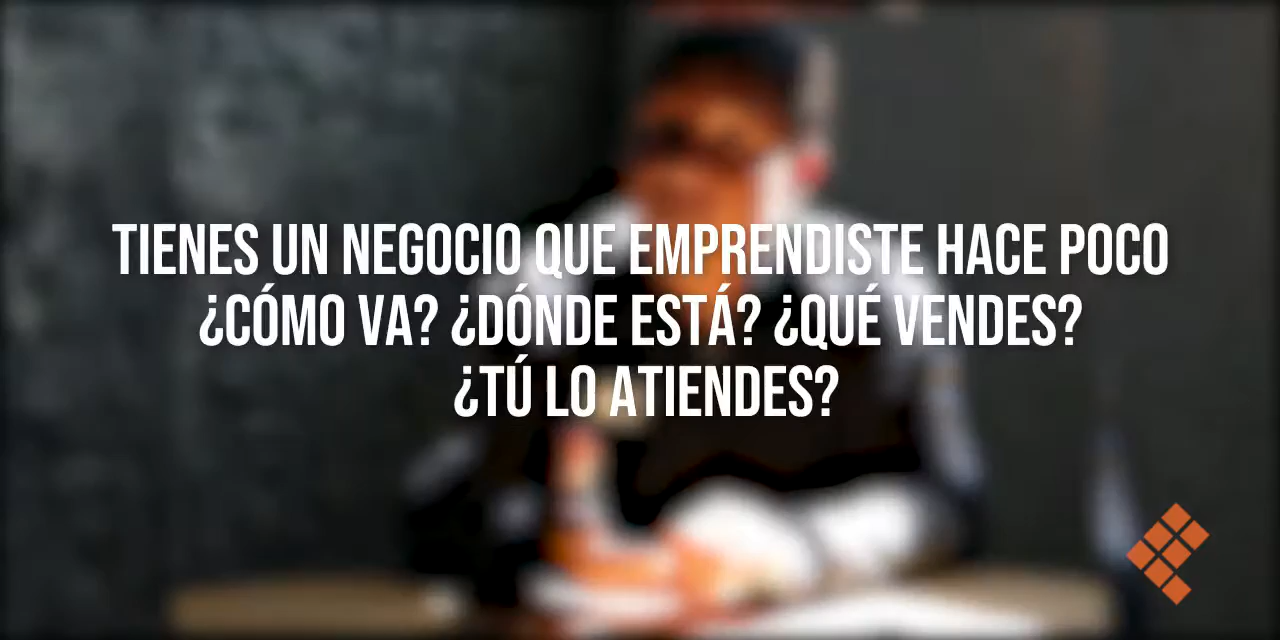 TIENES UN NEGOCIO QUE EMPRENDISTE HACE POCO
¿CÓMO VA? ¿DÓNDE ESTÁ? ¿QUÉ VENDES?
¿TÚ LO ATIENDES?